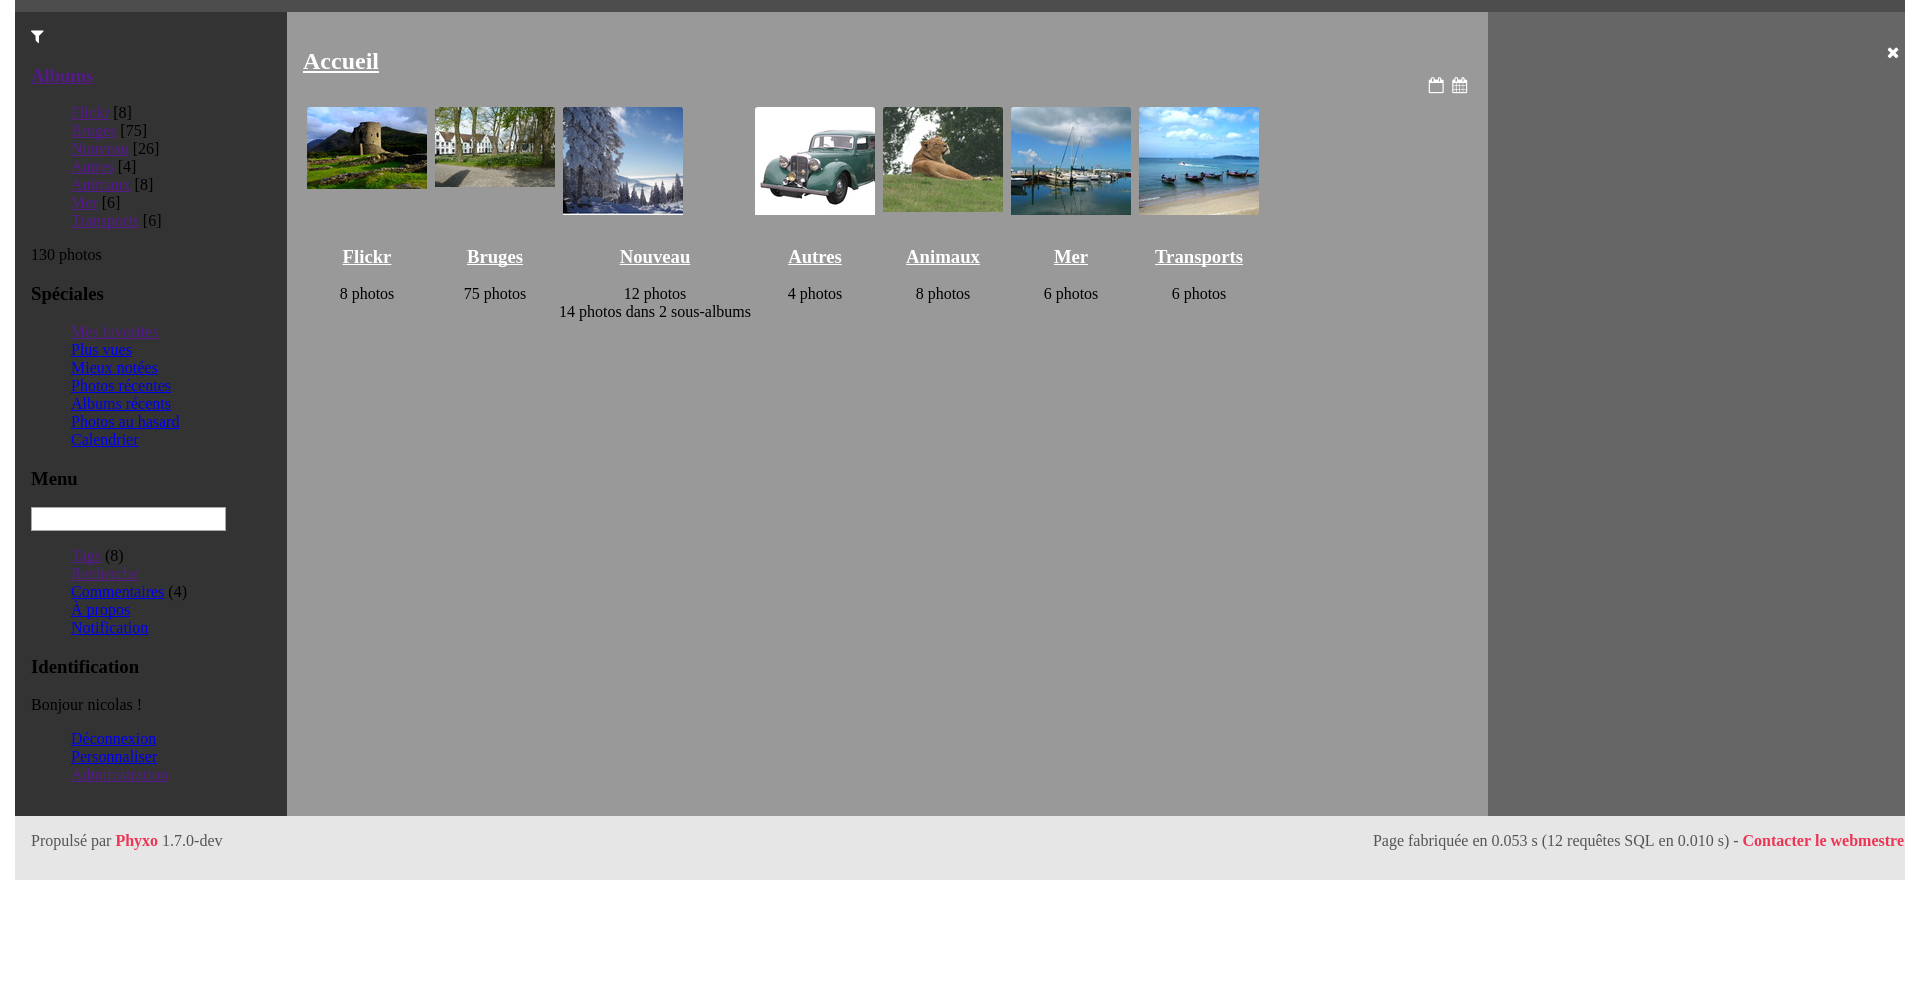 Albums
Flickr [8]
Bruges [75]
Nouveau [26]
Autres [4]
Animaux [8]
Mer [6]
Transports [6]
130 photos
Spéciales
Mes favorites
Plus vues
Mieux notées
Photos récentes
Albums récents
Photos au hasard
Calendrier
Menu
Tags (8)
Recherche
Commentaires (4)
À propos
Notification
Identification
Bonjour nicolas !
Déconnexion
Personnaliser
Administration
Accueil
Flickr
8 photos
Bruges
75 photos
Nouveau
12 photos
14 photos dans 2 sous-albums
Autres
4 photos
Animaux
8 photos
Mer
6 photos
Transports
6 photos
Propulsé par Phyxo 1.7.0-dev
Page fabriquée en 0.053 s (12 requêtes SQL en 0.010 s) - Contacter le webmestre